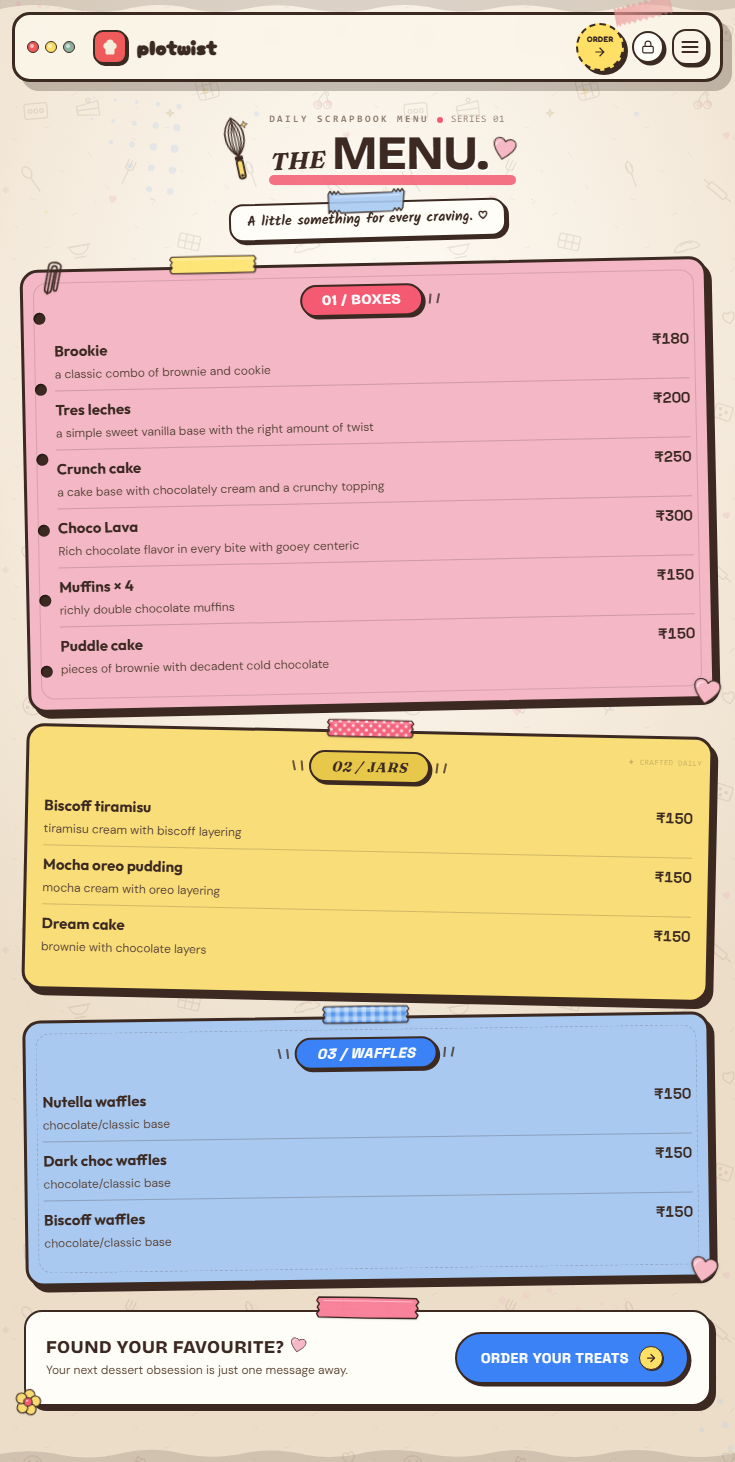 plotwist
ORDER
DAILY SCRAPBOOK MENU ● SERIES 01
THE MENU.
A little something for every craving. ♡
01 / BOXES
Brookie ₹180
a classic combo of brownie and cookie
Tres leches ₹200
a simple sweet vanilla base with the right amount of twist
Crunch cake ₹250
a cake base with chocolately cream and a crunchy topping
Choco Lava ₹300
Rich chocolate flavor in every bite with gooey centeric
Muffins × 4 ₹150
richly double chocolate muffins
Puddle cake ₹150
pieces of brownie with decadent cold chocolate
02 / JARS
✦ CRAFTED DAILY
Biscoff tiramisu ₹150
tiramisu cream with biscoff layering
Mocha oreo pudding ₹150
mocha cream with oreo layering
Dream cake ₹150
brownie with chocolate layers
03 / WAFFLES
Nutella waffles ₹150
chocolate/classic base
Dark choc waffles ₹150
chocolate/classic base
Biscoff waffles ₹150
chocolate/classic base
FOUND YOUR FAVOURITE?
Your next dessert obsession is just one message away.
ORDER YOUR TREATS →